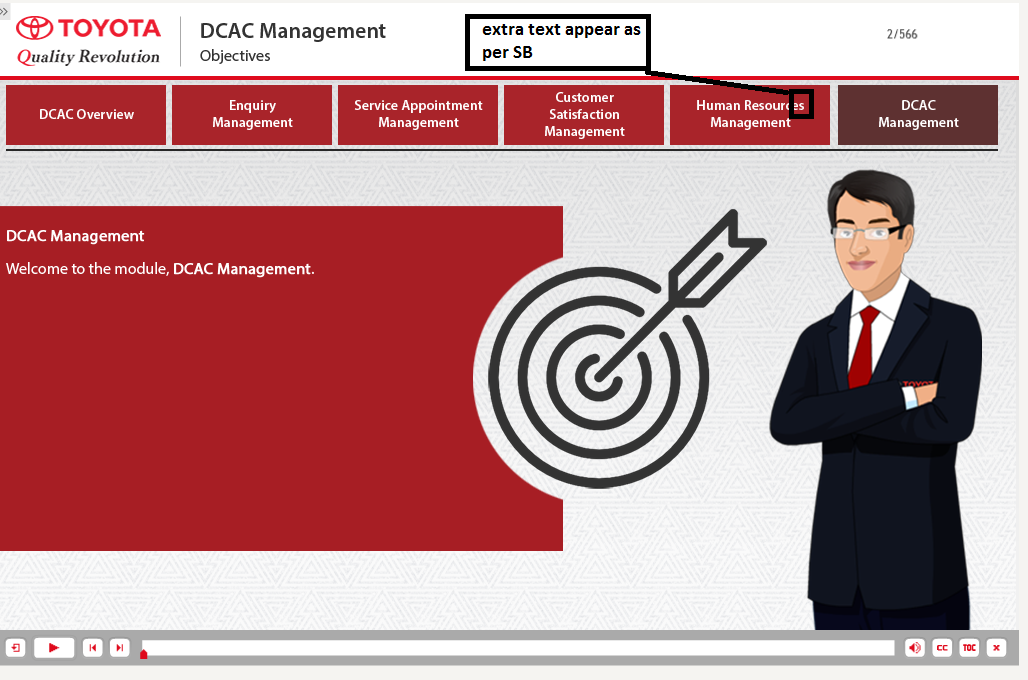 TOYOTA
Quality Revolution
DCAC Management
Objectives
extra text appear as
per SB
2/566
DCAC Overview
Enquiry
Management
Service Appointment
Management
Customer
Satisfaction
Management
Human Resources
Management
DCAC
Management
DCAC Management
Welcome to the module, DCAC Management.
TOYOTA
CC
TOC